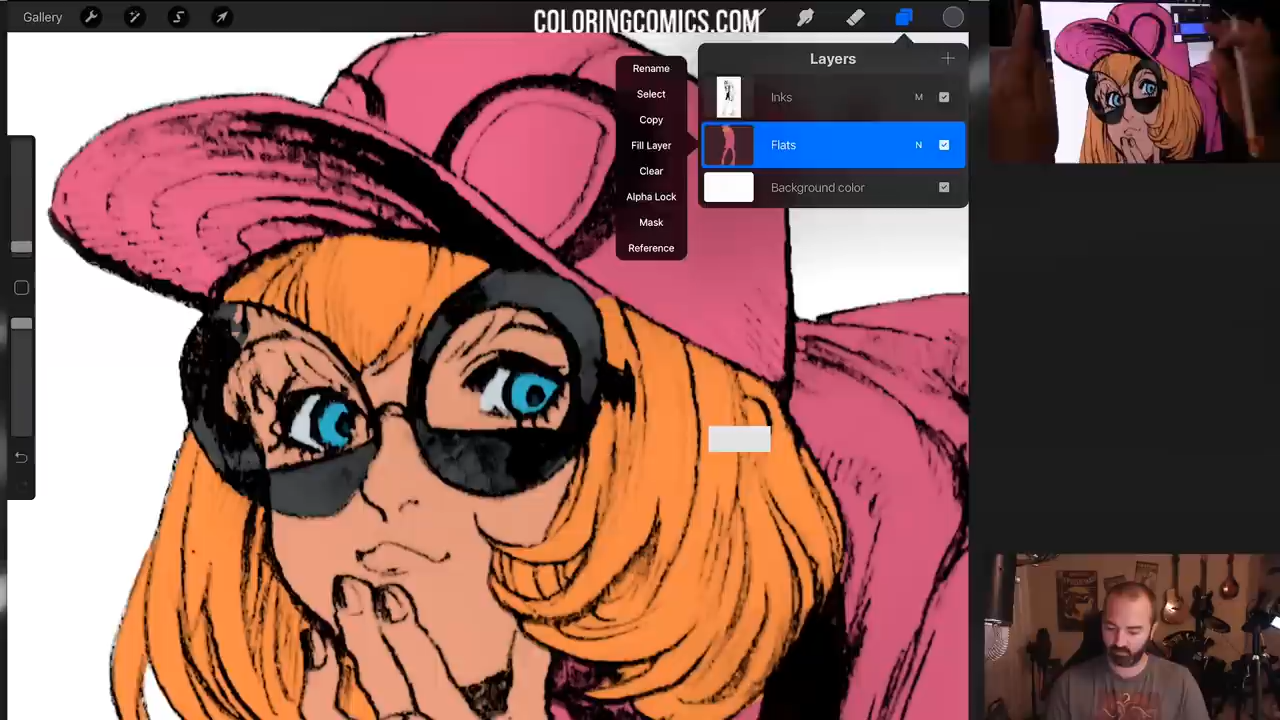 Gallery
COLORINGCOMICS.COM
Layers
Inks
M
Flats
N
Background color
Rename
Select
Copy
Fill Layer
Clear
Alpha Lock
Mask
Reference